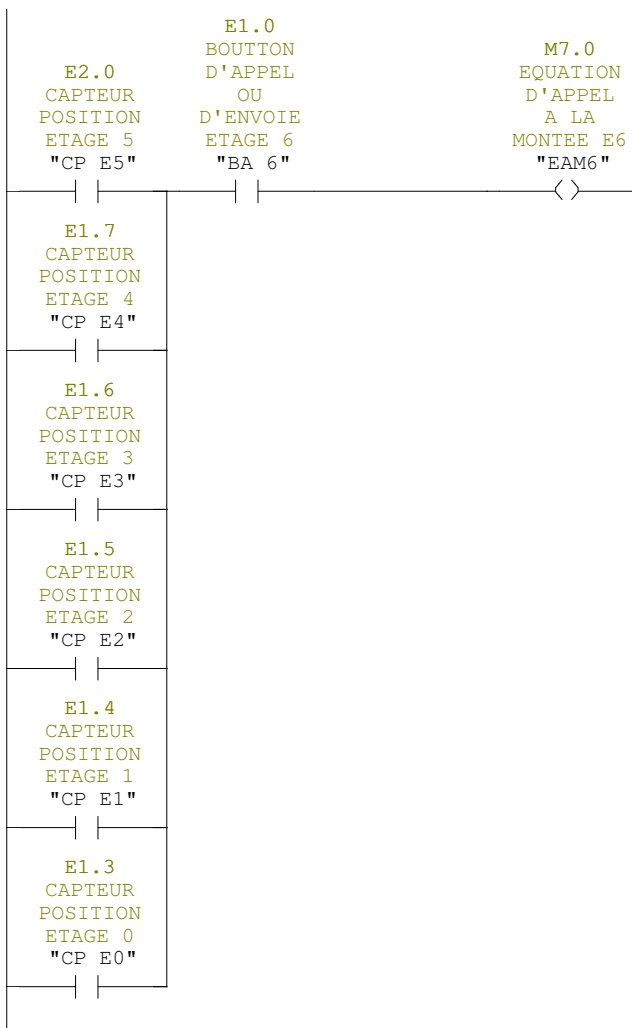 E2.0
CAPTEUR
POSITION
ETAGE 5
"CP E5"
E1.0
BOUTTON
D'APPEL
OU
D'ENVOIE
ETAGE 6
"BA 6"
M7.0
EQUATION
D'APPEL
A LA
MONTEE E6
"EAM6"
E1.7
CAPTEUR
POSITION
ETAGE 4
"CP E4"
E1.6
CAPTEUR
POSITION
ETAGE 3
"CP E3"
E1.5
CAPTEUR
POSITION
ETAGE 2
"CP E2"
E1.4
CAPTEUR
POSITION
ETAGE 1
"CP E1"
E1.3
CAPTEUR
POSITION
ETAGE 0
"CP E0"